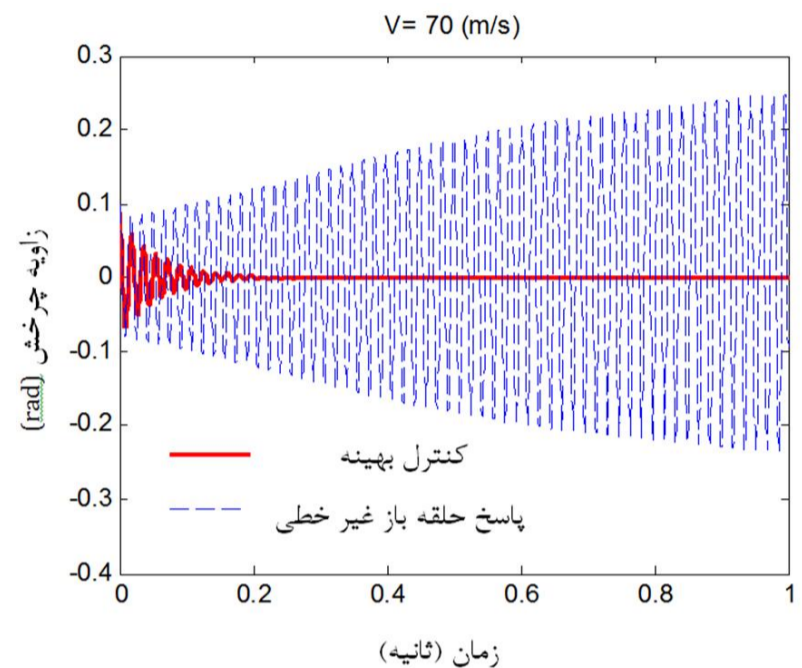 V= 70 (m/s)
0.3
0.2
0.1
0
-0.1
-0.2
-0.3
-0.4
زاویه چرخش (rad)
کنترل بهینه
پاسخ حلقه باز غیر خطی
0 0.2 0.4 0.6 0.8 1
زمان (ثانیه)